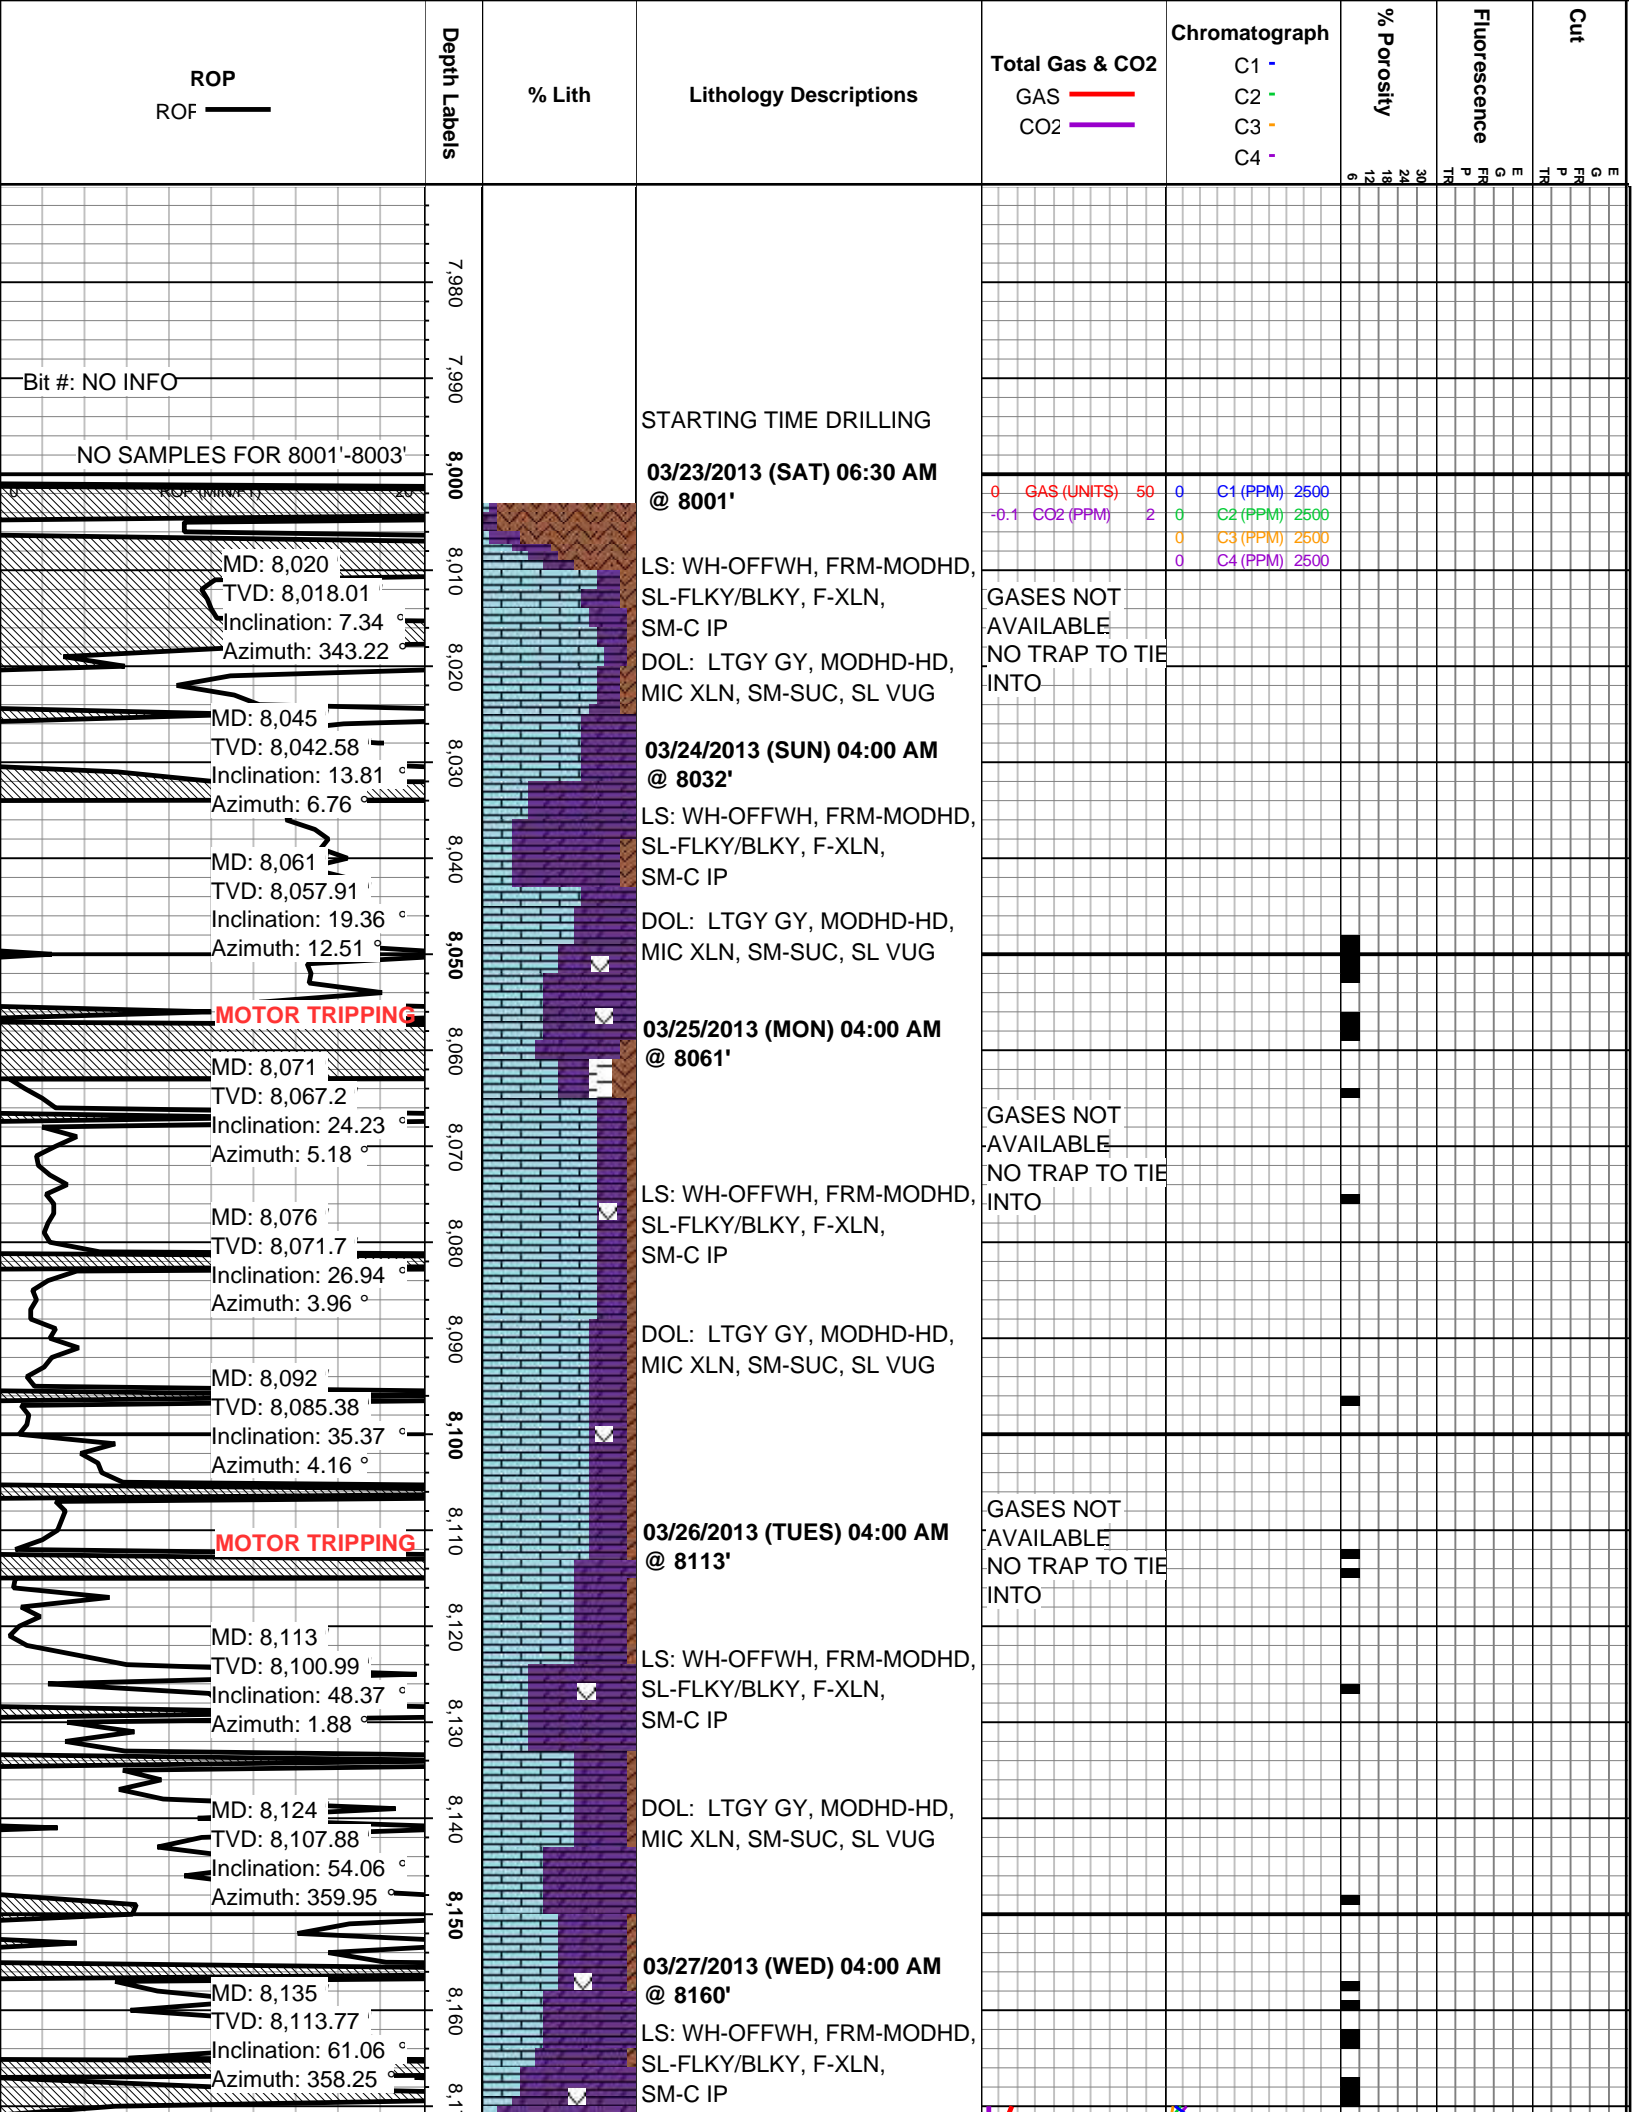 ROP
ROP
Depth Labels
% Lith
Lithology Descriptions
Total Gas & CO2
GAS
CO2
Chromatograph
C1
C2
C3
C4
% Porosity
6 12 18 24 30
Fluorescence
TR P FR G E
Cut
TR P FR G E
7,980
7,990
Bit #: NO INFO
STARTING TIME DRILLING
NO SAMPLES FOR 8001'-8003'
8,000
03/23/2013 (SAT) 06:30 AM
@ 8001'
0 ROP (MIN/FT) 20
0 GAS (UNITS) 50
-0.1 CO2 (PPM) 2
0 C1 (PPM) 2500
0 C2 (PPM) 2500
0 C3 (PPM) 2500
0 C4 (PPM) 2500
MD: 8,020
TVD: 8,018.01
Inclination: 7.34 °
Azimuth: 343.22 °
8,010
LS: WH-OFFWH, FRM-MODHD,
SL-FLKY/BLKY, F-XLN,
SM-C IP
GASES NOT
AVAILABLE
NO TRAP TO TIE
INTO
8,020
DOL: LTGY GY, MODHD-HD,
MIC XLN, SM-SUC, SL VUG
MD: 8,045
TVD: 8,042.58
Inclination: 13.81 °
Azimuth: 6.76 °
8,030
03/24/2013 (SUN) 04:00 AM
@ 8032'
LS: WH-OFFWH, FRM-MODHD,
SL-FLKY/BLKY, F-XLN,
SM-C IP
8,040
MD: 8,061
TVD: 8,057.91
Inclination: 19.36 °
Azimuth: 12.51 °
DOL: LTGY GY, MODHD-HD,
MIC XLN, SM-SUC, SL VUG
8,050
MOTOR TRIPPING
03/25/2013 (MON) 04:00 AM
@ 8061'
8,060
MD: 8,071
TVD: 8,067.2
Inclination: 24.23 °
Azimuth: 5.18 °
8,070
GASES NOT
AVAILABLE
NO TRAP TO TIE
INTO
LS: WH-OFFWH, FRM-MODHD,
SL-FLKY/BLKY, F-XLN,
SM-C IP
MD: 8,076
TVD: 8,071.7
Inclination: 26.94 °
Azimuth: 3.96 °
8,080
8,090
DOL: LTGY GY, MODHD-HD,
MIC XLN, SM-SUC, SL VUG
MD: 8,092
TVD: 8,085.38
Inclination: 35.37 °
Azimuth: 4.16 °
8,100
MOTOR TRIPPING
8,110
03/26/2013 (TUES) 04:00 AM
@ 8113'
GASES NOT
AVAILABLE
NO TRAP TO TIE
INTO
8,120
MD: 8,113
TVD: 8,100.99
Inclination: 48.37 °
Azimuth: 1.88 °
LS: WH-OFFWH, FRM-MODHD,
SL-FLKY/BLKY, F-XLN,
SM-C IP
8,130
MD: 8,124
TVD: 8,107.88
Inclination: 54.06 °
Azimuth: 359.95 °
8,140
DOL: LTGY GY, MODHD-HD,
MIC XLN, SM-SUC, SL VUG
8,150
03/27/2013 (WED) 04:00 AM
@ 8160'
MD: 8,135
TVD: 8,113.77
Inclination: 61.06 °
Azimuth: 358.25 °
8,160
LS: WH-OFFWH, FRM-MODHD,
SL-FLKY/BLKY, F-XLN,
SM-C IP